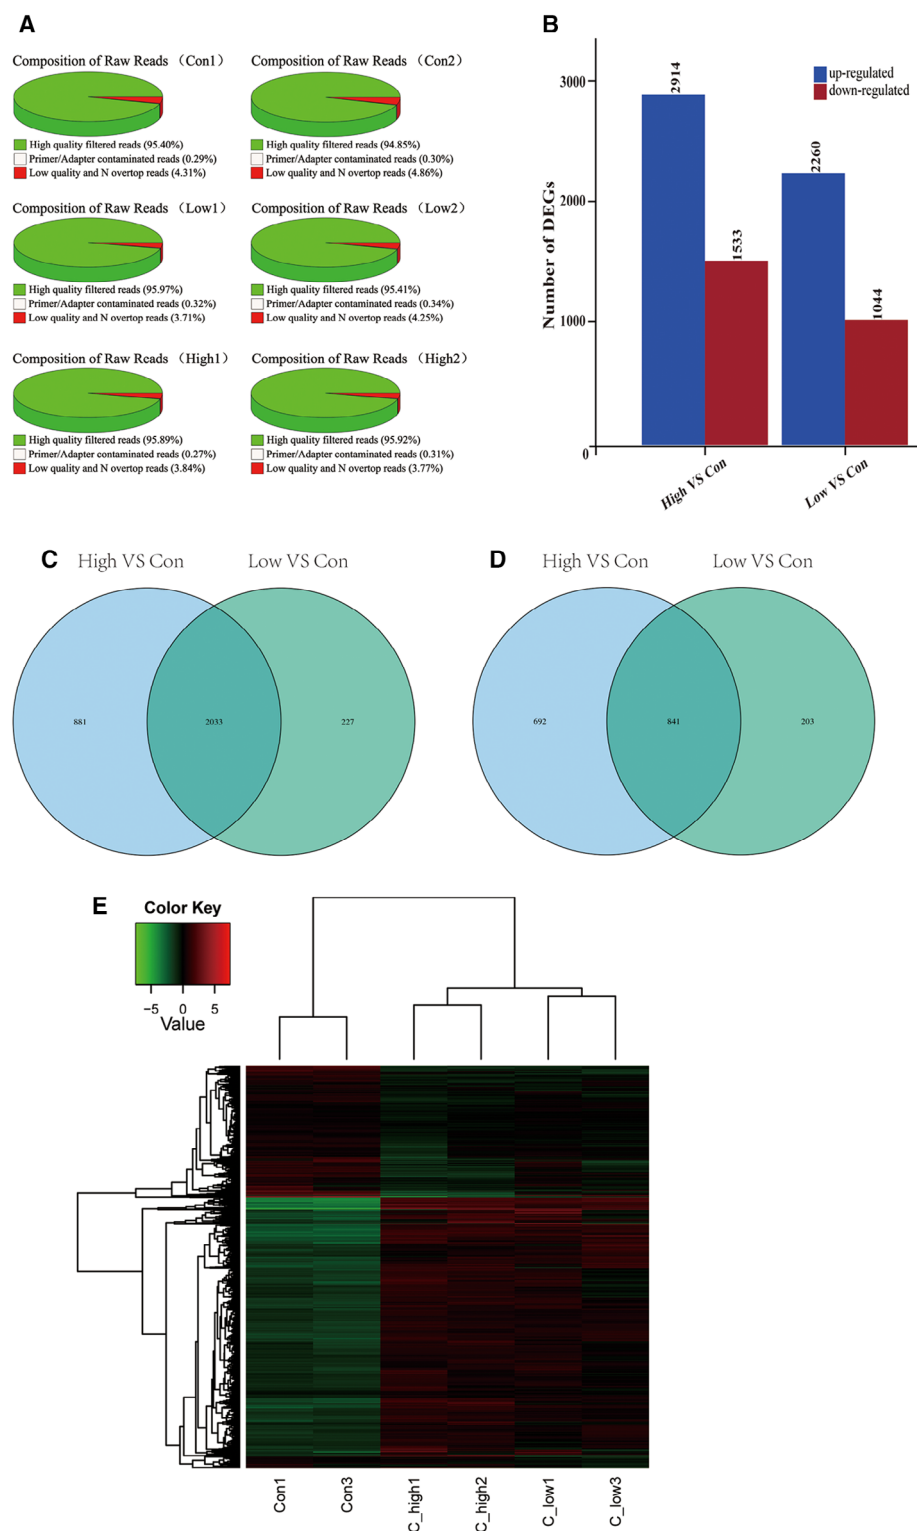 A
Composition of Raw Reads （Con1）
High quality filtered reads (95.40%)
Primer/Adapter contaminated reads (0.29%)
Low quality and N overtop reads (4.31%)
Composition of Raw Reads （Con2）
High quality filtered reads (94.85%)
Primer/Adapter contaminated reads (0.30%)
Low quality and N overtop reads (4.86%)
Composition of Raw Reads （Low1）
High quality filtered reads (95.97%)
Primer/Adapter contaminated reads (0.32%)
Low quality and N overtop reads (3.71%)
Composition of Raw Reads （Low2）
High quality filtered reads (95.41%)
Primer/Adapter contaminated reads (0.34%)
Low quality and N overtop reads (4.25%)
Composition of Raw Reads （High1）
High quality filtered reads (95.89%)
Primer/Adapter contaminated reads (0.27%)
Low quality and N overtop reads (3.84%)
Composition of Raw Reads （High2）
High quality filtered reads (95.92%)
Primer/Adapter contaminated reads (0.31%)
Low quality and N overtop reads (3.77%)
B
Number of DEGs
3000
2000
1000
0
up-regulated
down-regulated
2914
1533
2260
1044
High VS Con
Low VS Con
C
High VS Con
Low VS Con
881
2033
227
D
High VS Con
Low VS Con
692
841
203
E
Color Key
−5 0 5
Value
Con1
Con3
C_high1
C_high2
C_low1
C_low3